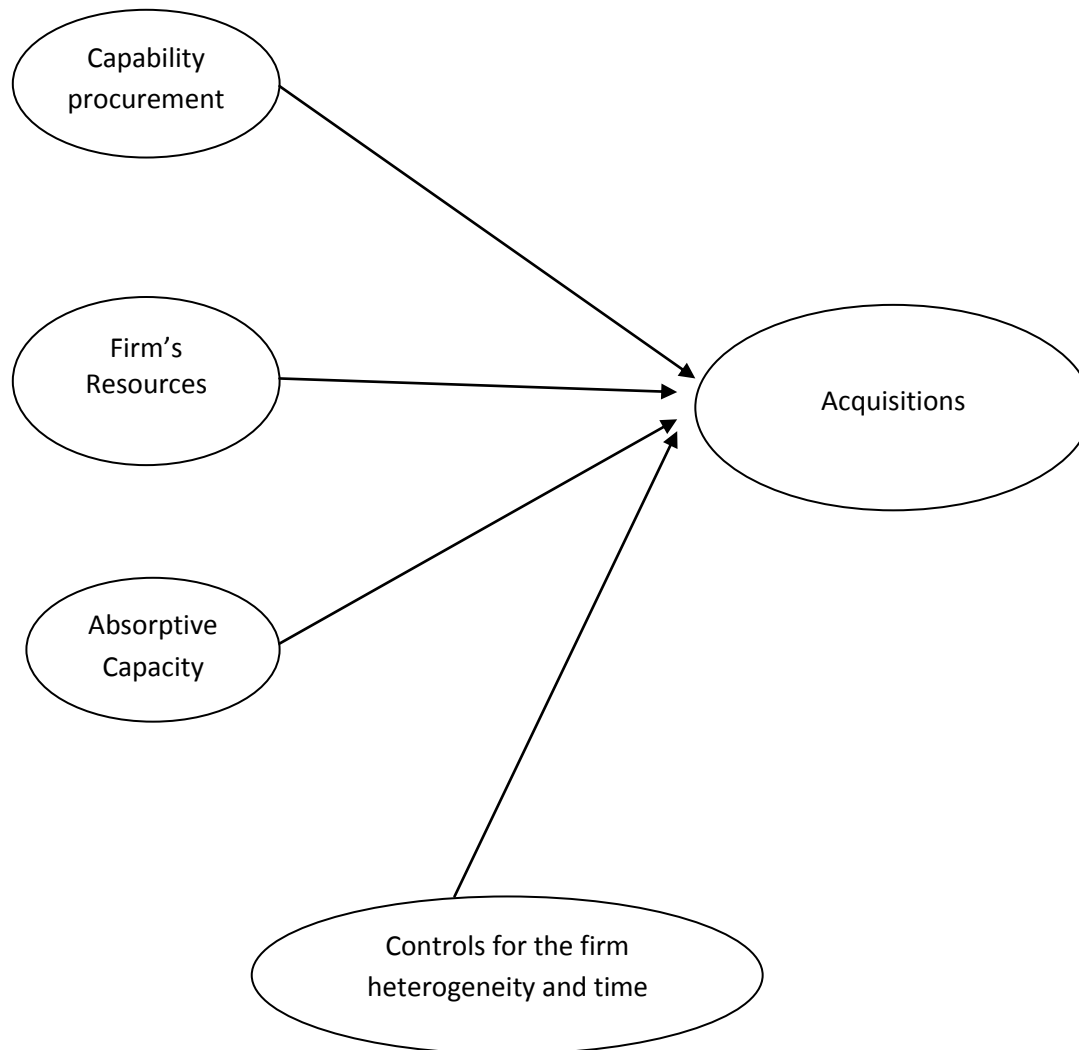 Capability
procurement
Firm’s
Resources
Acquisitions
Absorptive
Capacity
Controls for the firm
heterogeneity and time